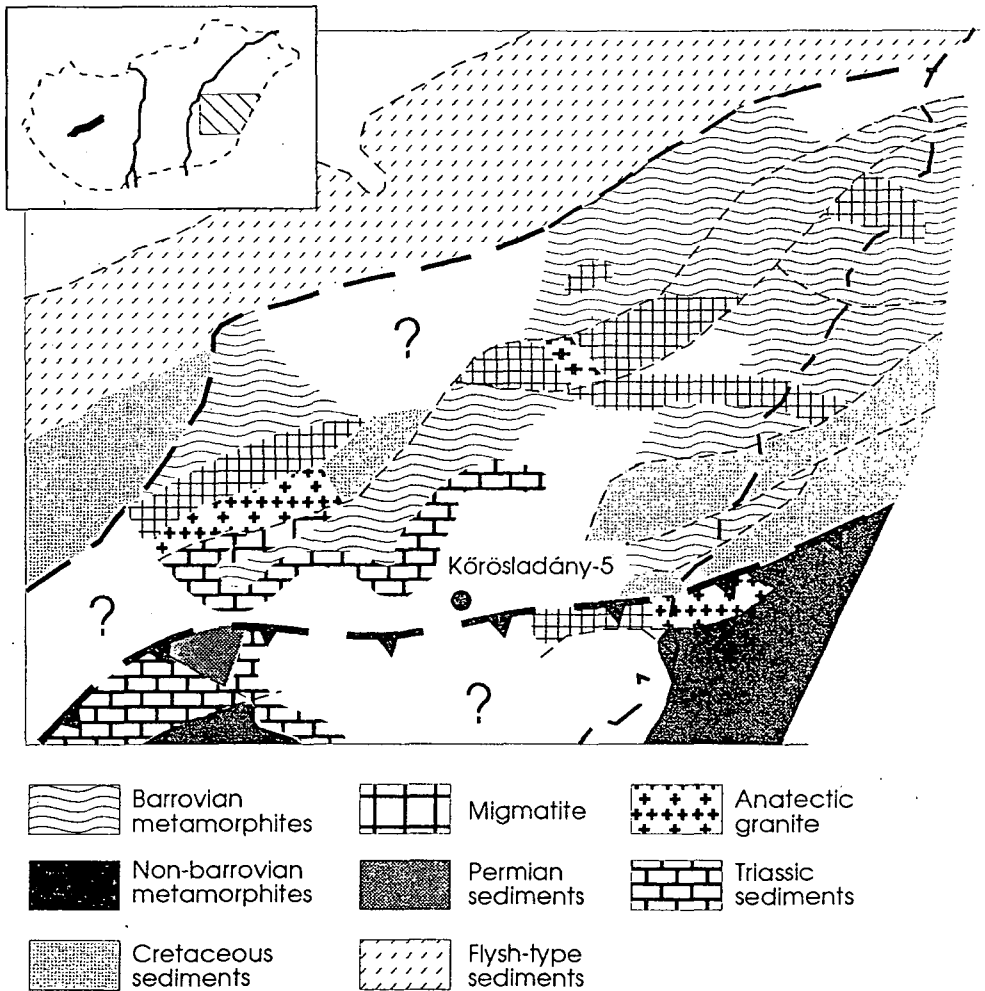 ?
Kőrösladány-5
?
?
?
Barrovian
metamorphites
Migmatite
Anatectic
granite
Non-barrovian
metamorphites
Permian
sediments
Triassic
sediments
Cretaceous
sediments
Flysh-type
sediments